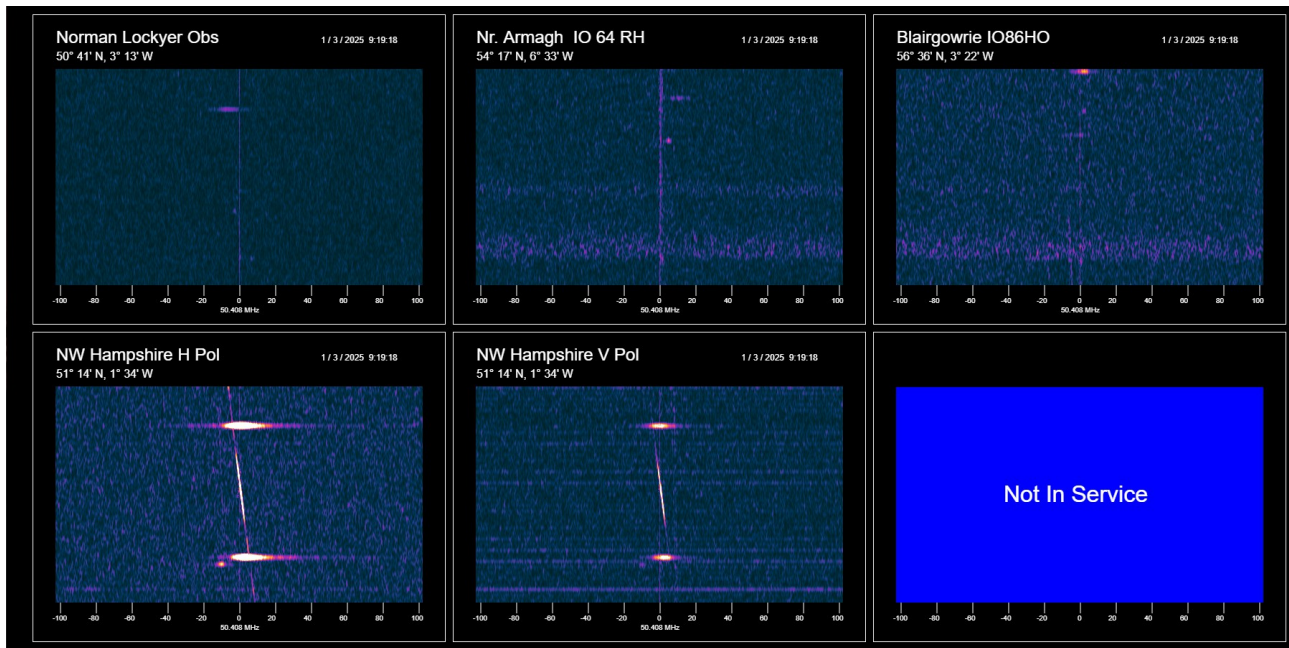 Norman Lockyer Obs
1 / 3 / 2025 9:19:18
50° 41' N, 3° 13' W
-100 -80 -60 -40 -20 0 20 40 60 80 100
50.408 MHz
Nr. Armagh IO 64 RH
1 / 3 / 2025 9:19:18
54° 17' N, 6° 33' W
-100 -80 -60 -40 -20 0 20 40 60 80 100
50.408 MHz
Blairgowrie IO86HO
1 / 3 / 2025 9:19:18
56° 36' N, 3° 22' W
-100 -80 -60 -40 -20 0 20 40 60 80 100
50.408 MHz
NW Hampshire H Pol
1 / 3 / 2025 9:19:18
51° 14' N, 1° 34' W
-100 -80 -60 -40 -20 0 20 40 60 80 100
50.408 MHz
NW Hampshire V Pol
1 / 3 / 2025 9:19:18
51° 14' N, 1° 34' W
-100 -80 -60 -40 -20 0 20 40 60 80 100
50.408 MHz
Not In Service
-100 -80 -60 -40 -20 0 20 40 60 80 100